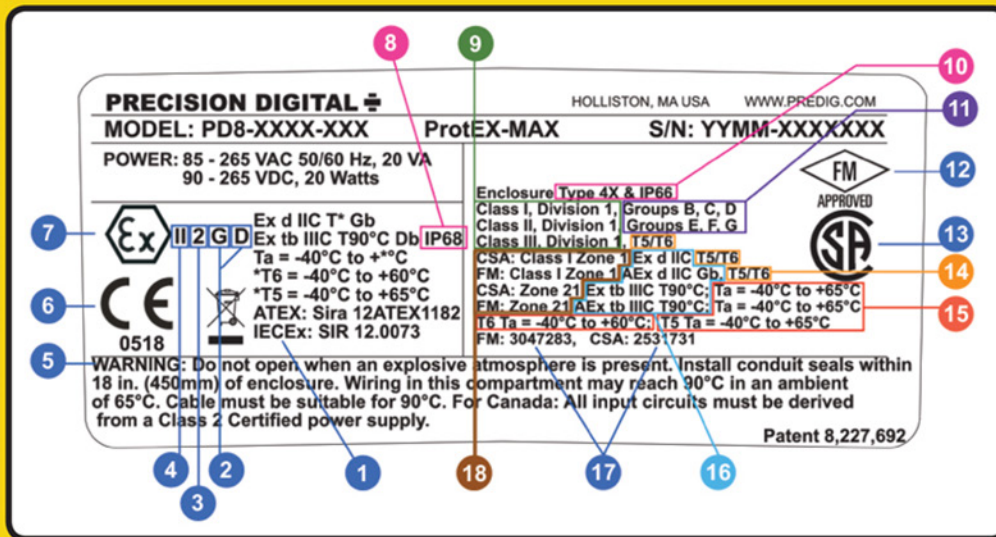 8
9
10
11
PRECISION DIGITAL HOLLISTON, MA USA WWW.PREDIG.COM
MODEL: PD8-XXXX-XXX ProtEX-MAX S/N: YYMM-XXXXXXX
POWER: 85 - 265 VAC 50/60 Hz, 20 VA
90 - 265 VDC, 20 Watts
7
Ex
II 2 G D
Ex d IIC T* Gb
Ex tb IIIC T90°C Db IP68
Ta = -40°C to +*°C
*T6 = -40°C to +60°C
*T5 = -40°C to +65°C
ATEX: Sira 12ATEX1182
IECEx: SIR 12.0073
6
CE
0518
Enclosure Type 4X & IP66
Class I, Division 1, Groups B, C, D
Class II, Division 1, Groups E, F, G
Class III, Division 1, T5/T6
CSA: Class I Zone 1 Ex d IIC T5/T6
FM: Class I Zone 1 AEx d IIC Gb, T5/T6
CSA: Zone 21 Ex tb IIIC T90°C; Ta = -40°C to +65°C
FM: Zone 21 AEx tb IIIC T90°C; Ta = -40°C to +65°C
T6 Ta = -40°C to +60°C; T5 Ta = -40°C to +65°C
FM: 3047283, CSA: 2531731
FM
APPROVED
12
SA
13
14
15
5
WARNING: Do not open when an explosive atmosphere is present. Install conduit seals within
18 in. (450mm) of enclosure. Wiring in this compartment may reach 90°C in an ambient
of 65°C. Cable must be suitable for 90°C. For Canada: All input circuits must be derived
from a Class 2 Certified power supply.
Patent 8,227,692
4
3
2
1
18
17
16